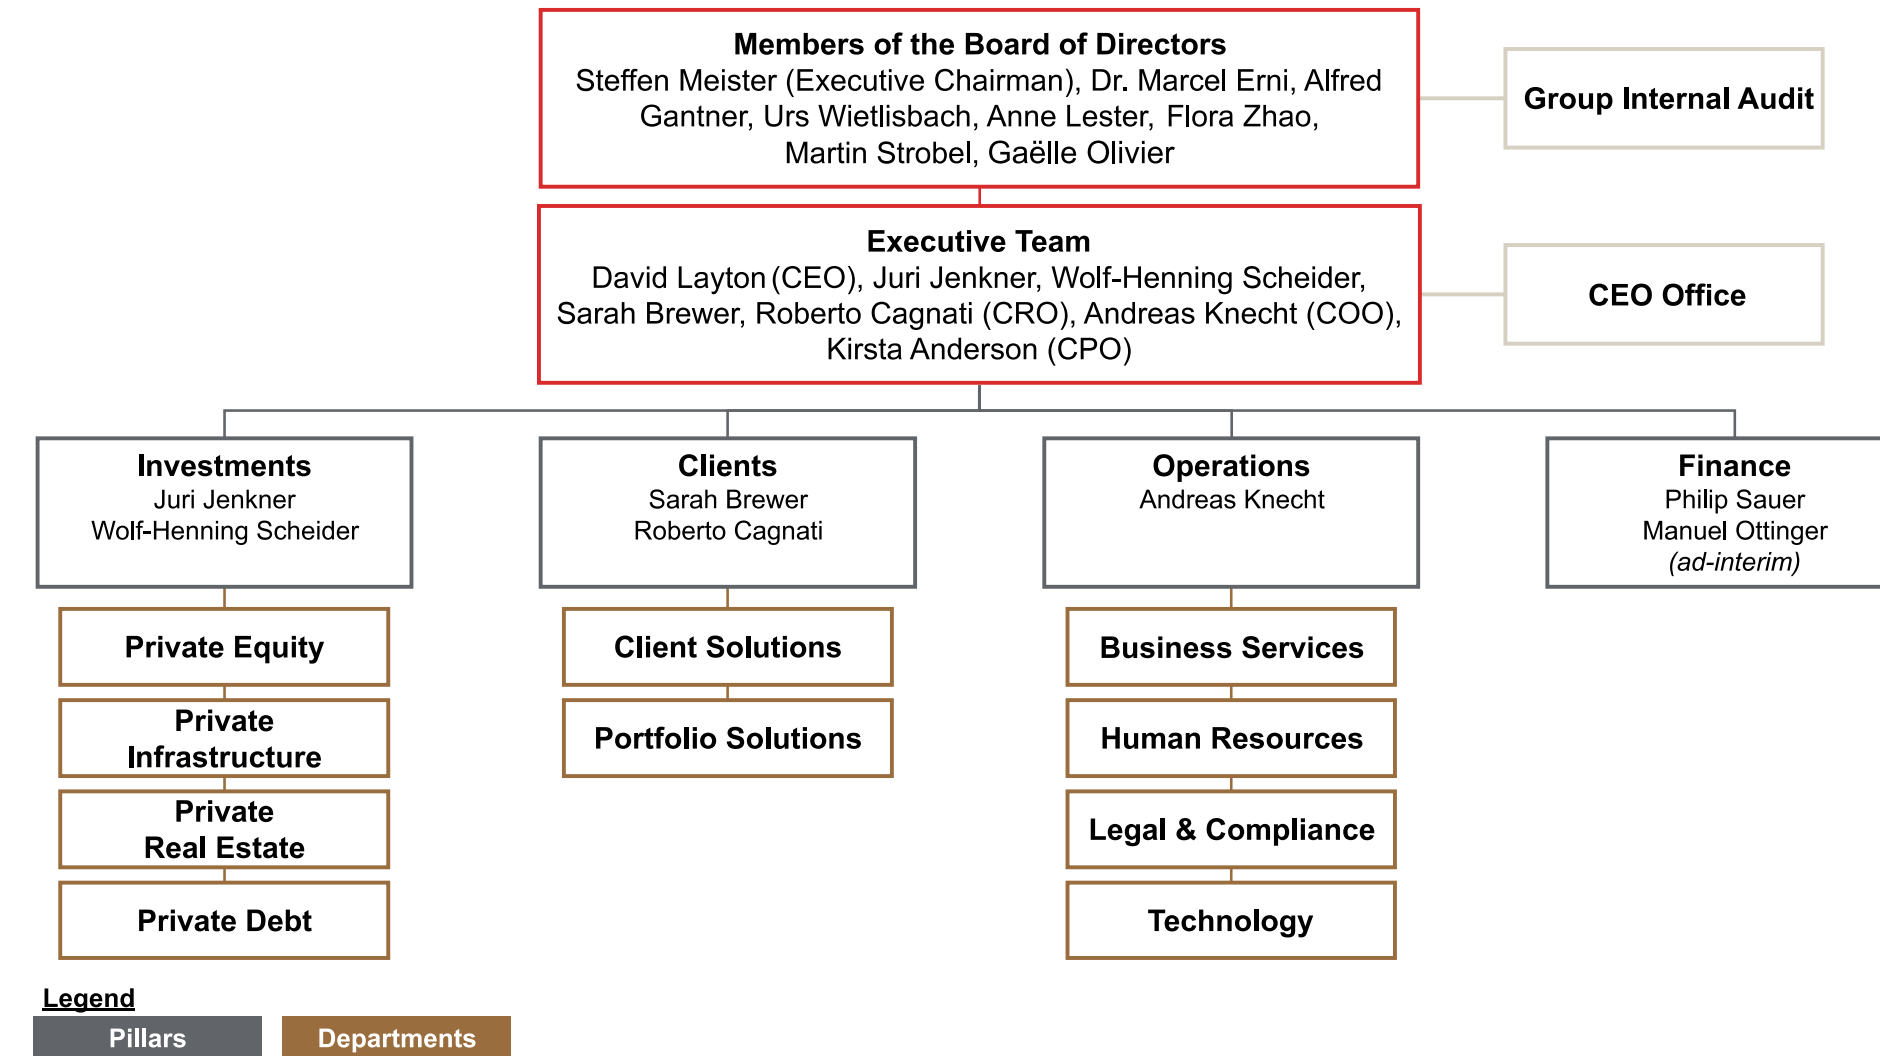 Members of the Board of Directors
Steffen Meister (Executive Chairman), Dr. Marcel Erni, Alfred
Gantner, Urs Wietlisbach, Anne Lester, Flora Zhao,
Martin Strobel, Gaëlle Olivier
Group Internal Audit
Executive Team
David Layton (CEO), Juri Jenkner, Wolf-Henning Scheider,
Sarah Brewer, Roberto Cagnati (CRO), Andreas Knecht (COO),
Kirsta Anderson (CPO)
CEO Office
Investments
Juri Jenkner
Wolf-Henning Scheider
Clients
Sarah Brewer
Roberto Cagnati
Operations
Andreas Knecht
Finance
Philip Sauer
Manuel Ottinger
(ad-interim)
Private Equity
Private
Infrastructure
Private
Real Estate
Private Debt
Client Solutions
Portfolio Solutions
Business Services
Human Resources
Legal & Compliance
Technology
Legend
Pillars
Departments